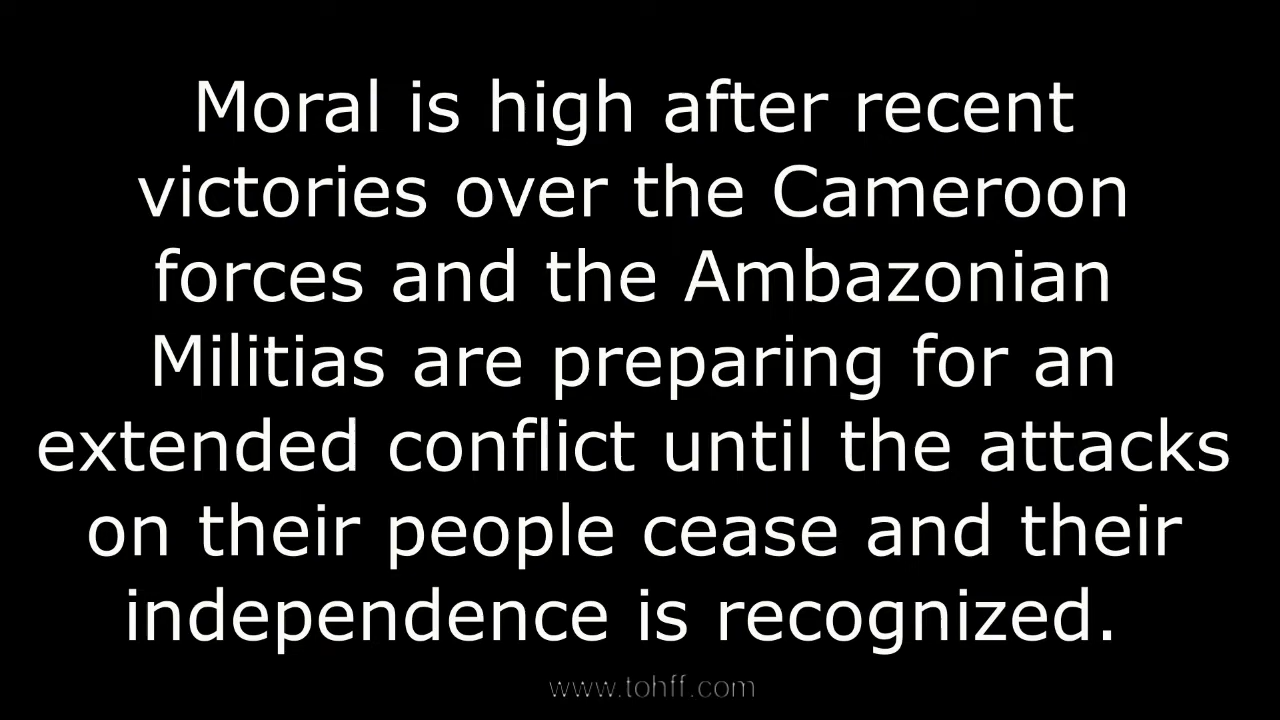 Moral is high after recent
victories over the Cameroon
forces and the Ambazonian
Militias are preparing for an
extended conflict until the attacks
on their people cease and their
independence is recognized.
www.tohff.com